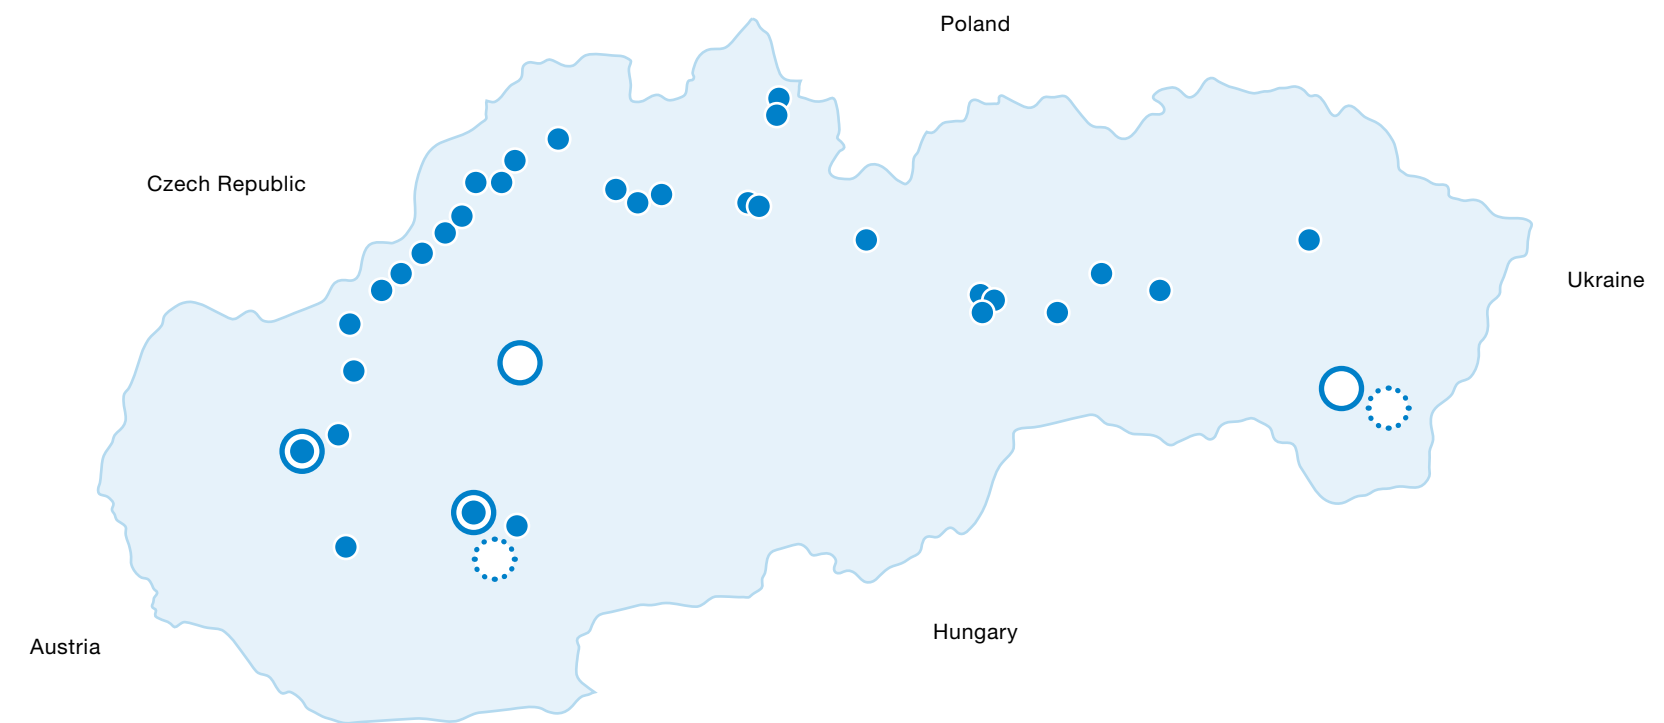 Poland
Czech Republic
Ukraine
Hungary
Austria